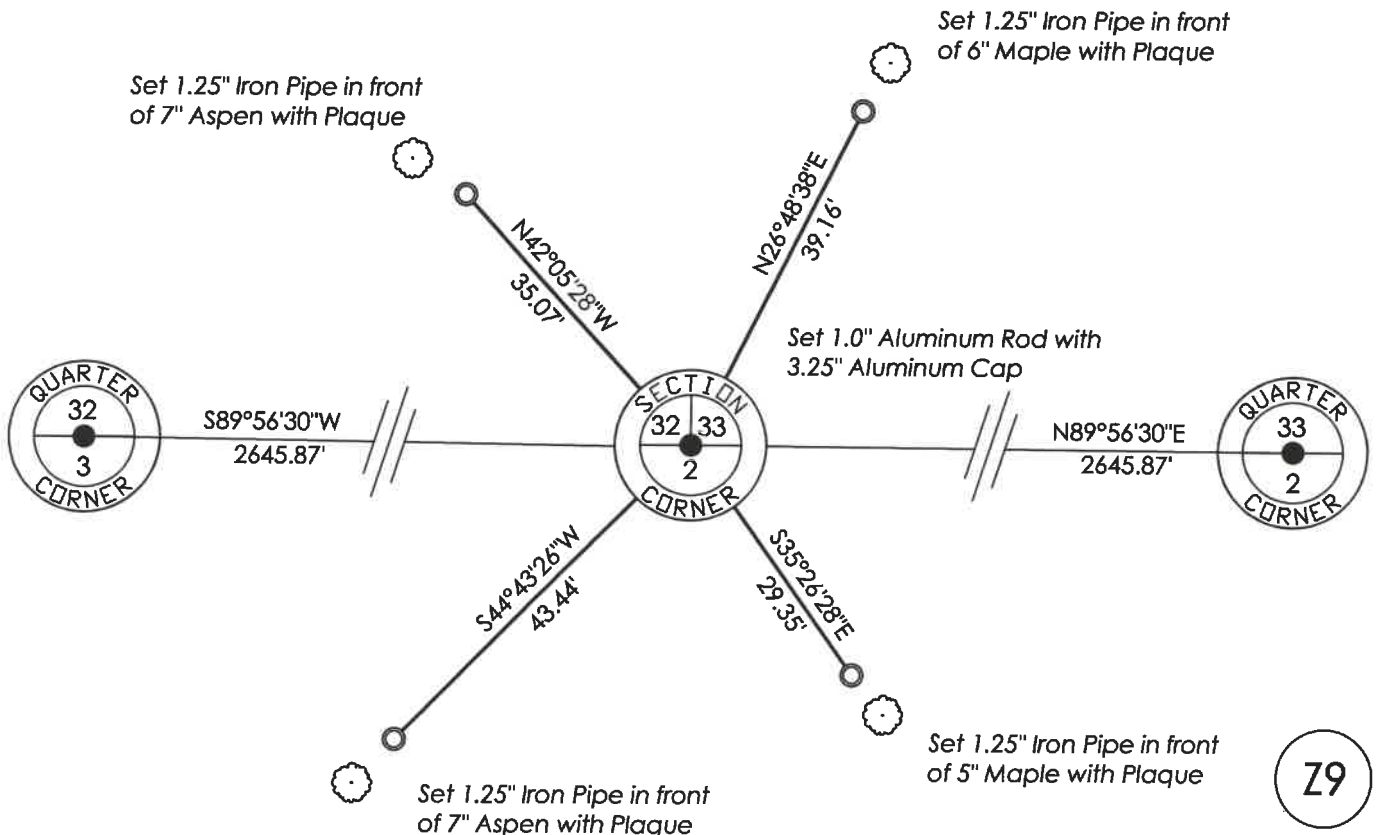 Set 1.25" Iron Pipe in front
of 6" Maple with Plaque
Set 1.25" Iron Pipe in front
of 7" Aspen with Plaque
N26°48'38"E
39.16'
N42°05'28"W
35.07'
Set 1.0" Aluminum Rod with
3.25" Aluminum Cap
QUARTER
32
3
CORNER
S89°56'30"W
2645.87'
SECTION
32 33
2
CORNER
N89°56'30"E
2645.87'
QUARTER
33
2
CORNER
S44°43'26"W
43.44'
S35°26'28"E
29.35'
Set 1.25" Iron Pipe in front
of 5" Maple with Plaque
Z9
Set 1.25" Iron Pipe in front
of 7" Aspen with Plaque